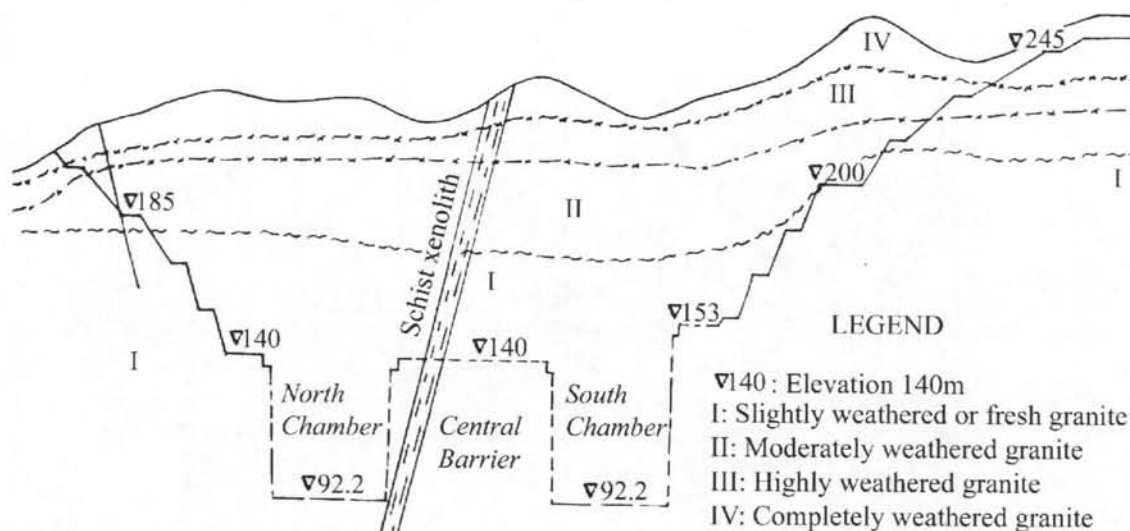 IV
▽245
III
▽200
I
▽185
II
Schist xenolith
I
▽153
LEGEND
I
▽140
▽140
▽140 : Elevation 140m
North
Chamber
Central
Barrier
South
Chamber
I: Slightly weathered or fresh granite
II: Moderately weathered granite
▽92.2
▽92.2
III: Highly weathered granite
IV: Completely weathered granite